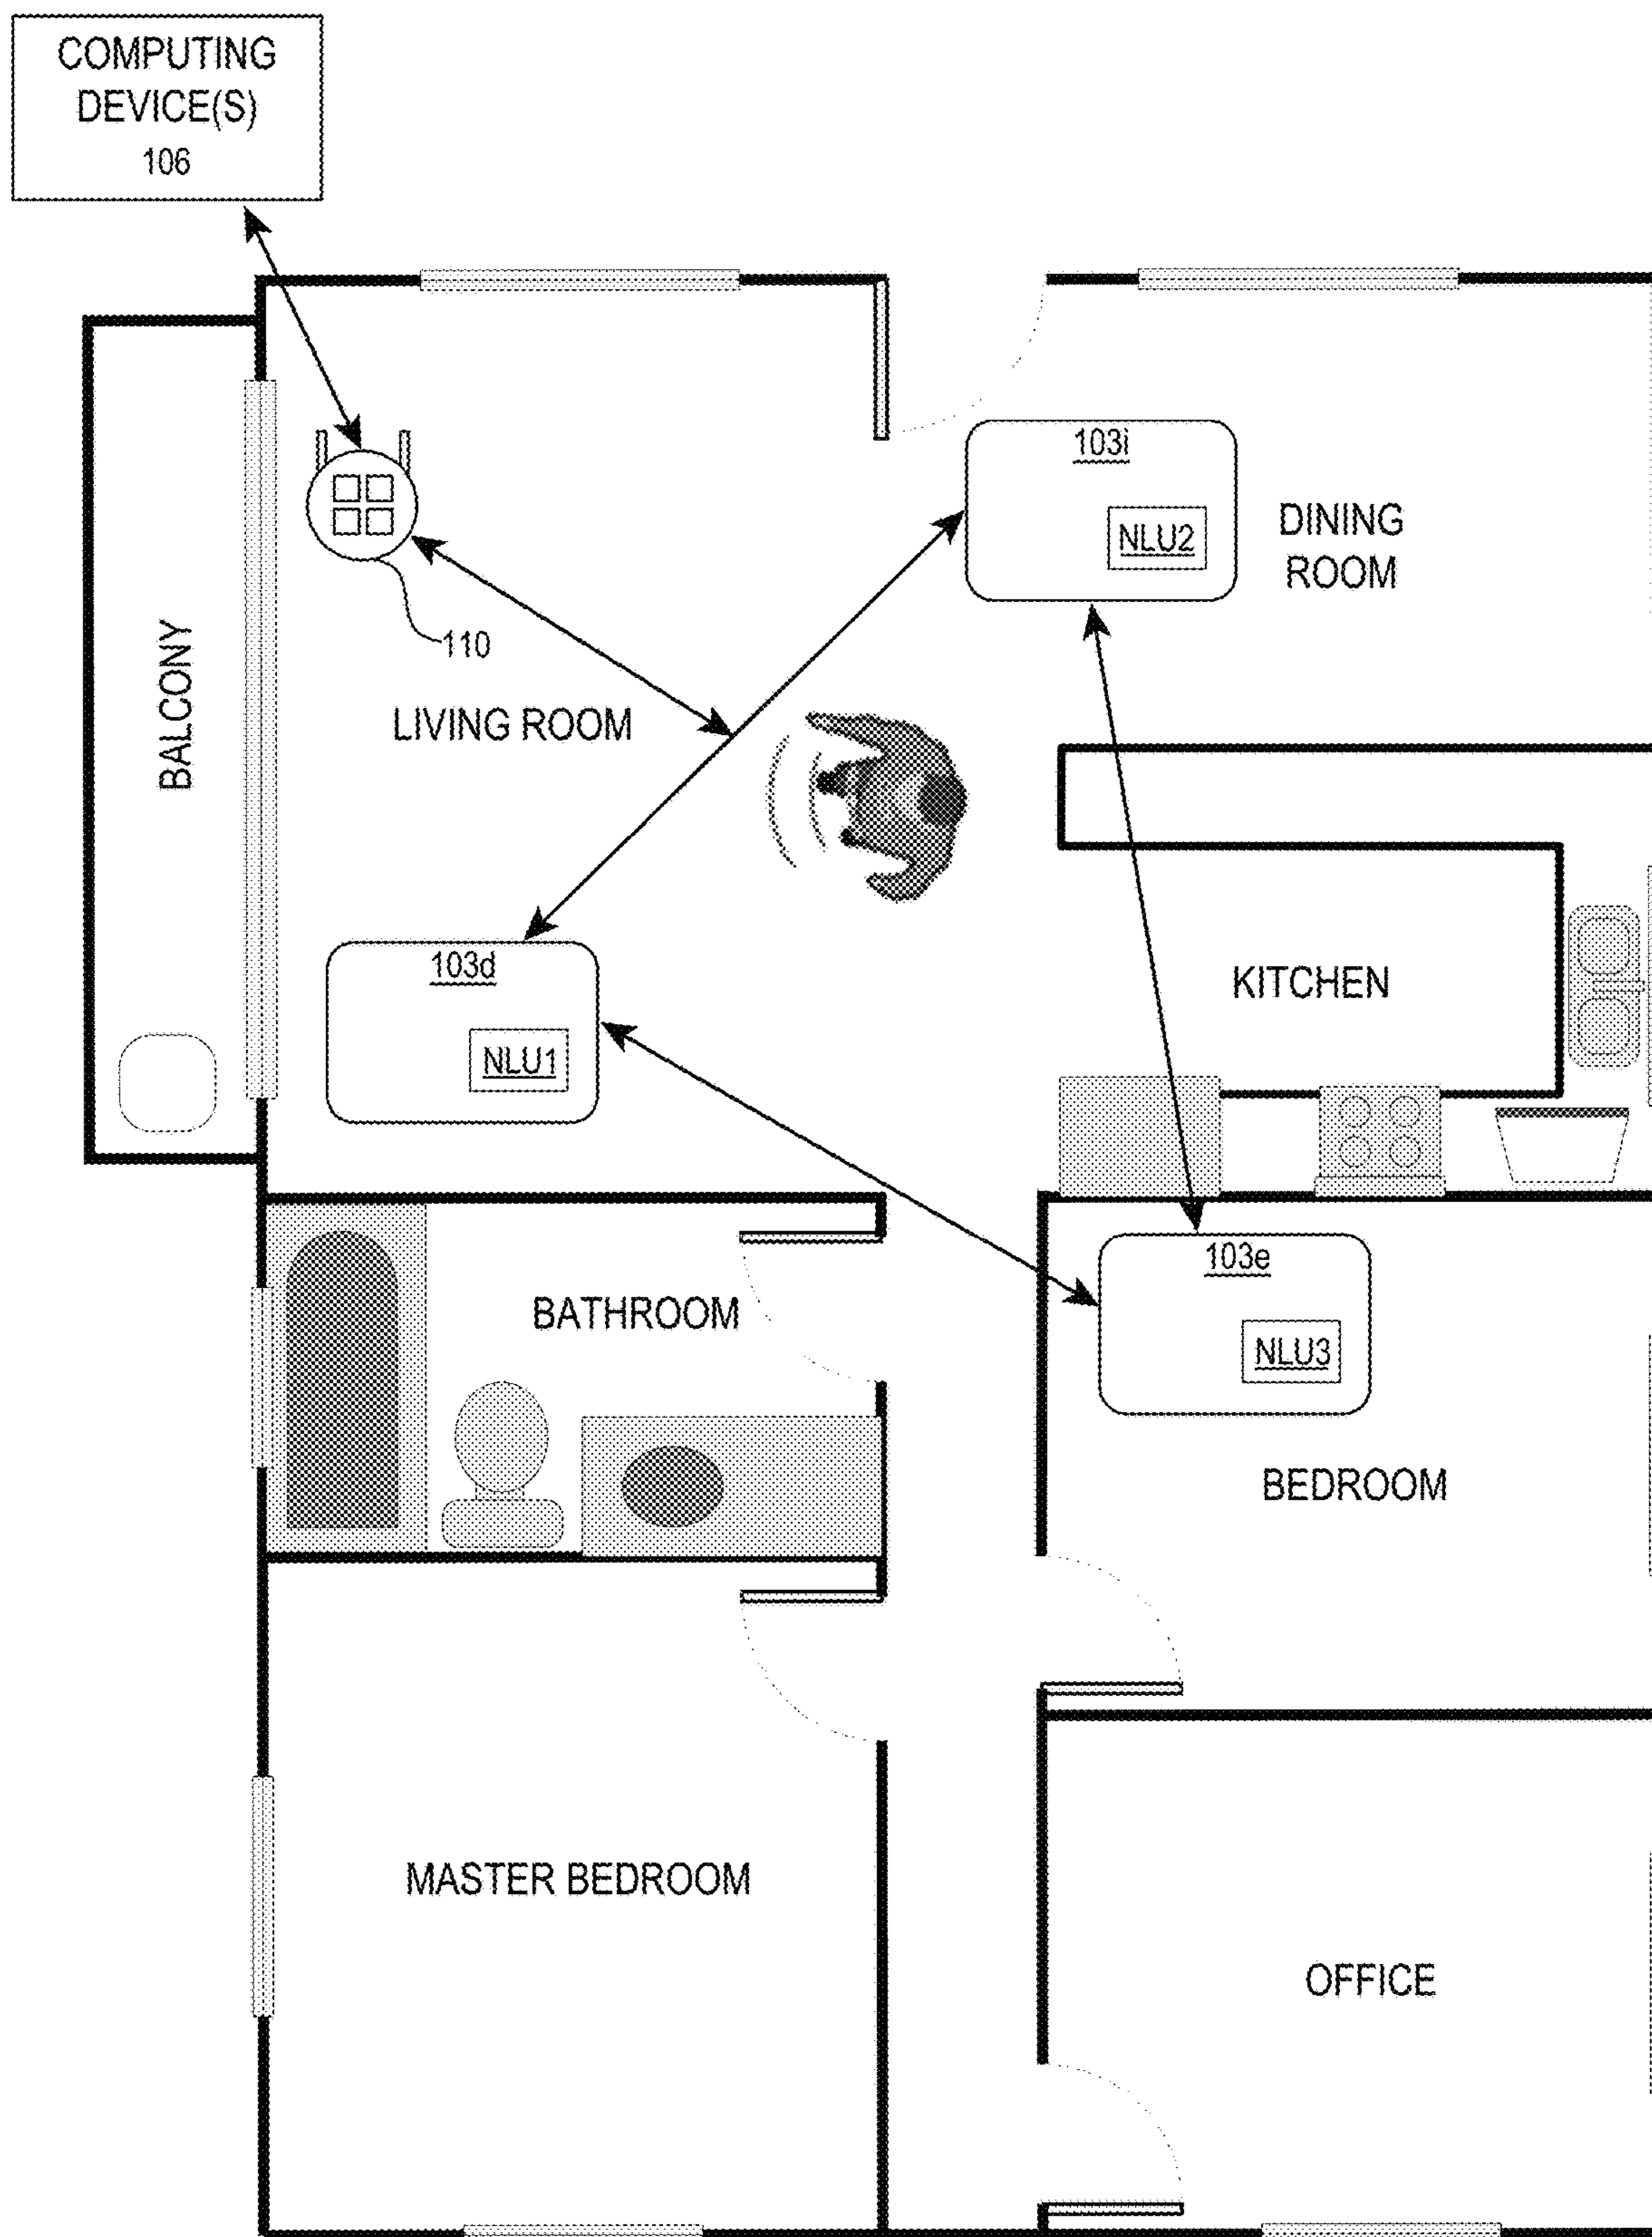 COMPUTING
DEVICE(S)
106
103i
NLU2
DINING
ROOM
110
BALCONY
LIVING ROOM
103d
NLU1
KITCHEN
103e
NLU3
BATHROOM
BEDROOM
MASTER BEDROOM
OFFICE